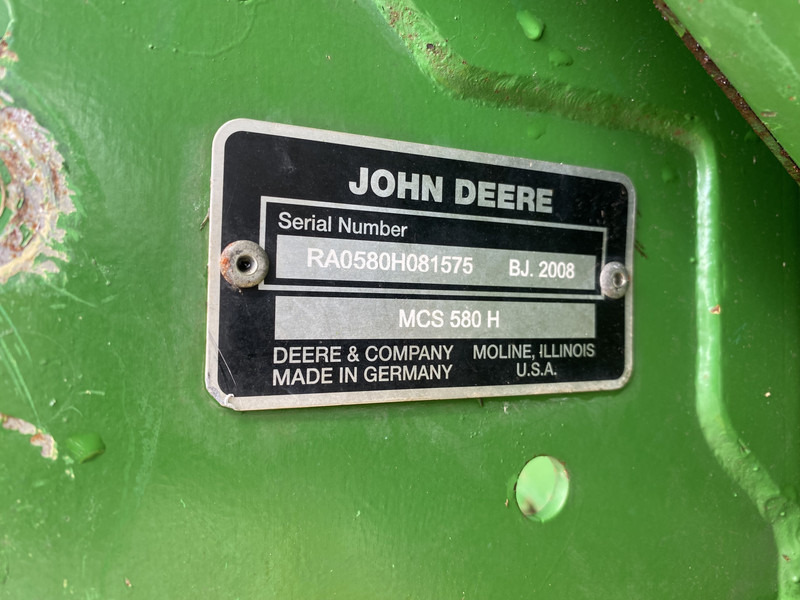 JOHN DEERE
Serial Number
RA0580H081575 BJ. 2008
MCS 580 H
DEERE & COMPANY MOLINE, ILLINOIS
MADE IN GERMANY U.S.A.